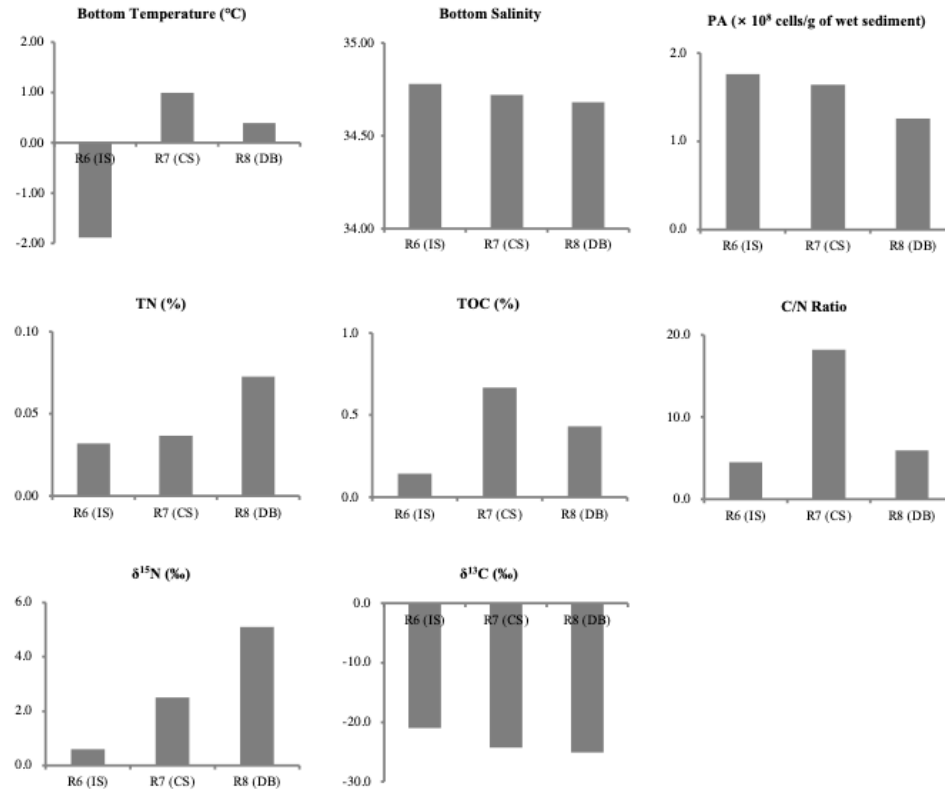 Bottom Temperature (°C)
2.00
1.00
0.00
-1.00
-2.00
R6 (IS)
R7 (CS)
R8 (DB)
Bottom Salinity
35.00
34.50
34.00
R6 (IS)
R7 (CS)
R8 (DB)
PA (× 10⁸ cells/g of wet sediment)
2.0
1.0
0.0
R6 (IS)
R7 (CS)
R8 (DB)
TN (%)
0.10
0.05
0.00
R6 (IS)
R7 (CS)
R8 (DB)
TOC (%)
1.0
0.5
0.0
R6 (IS)
R7 (CS)
R8 (DB)
C/N Ratio
20.0
10.0
0.0
R6 (IS)
R7 (CS)
R8 (DB)
δ¹⁵N (‰)
6.0
4.0
2.0
0.0
R6 (IS)
R7 (CS)
R8 (DB)
δ¹³C (‰)
0.0
-10.0
-20.0
-30.0
R6 (IS)
R7 (CS)
R8 (DB)